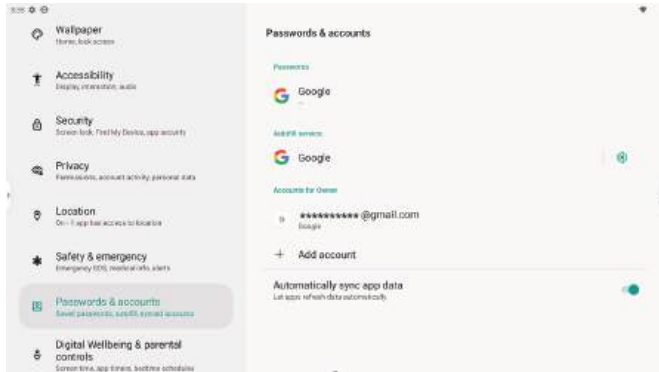 Wallpaper
Home, lock screen
Accessibility
Display, interaction, audio
Security
Screen lock, Find My Device, app security
Privacy
Permissions, account activity, personal data
Location
On - 1 app has access to location
Safety & emergency
Emergency SOS, medical info, alerts
Passwords & accounts
Saved passwords, autofill, synced accounts
Digital Wellbeing & parental
controls
Screen time, app timers, bedtime schedules
Passwords & accounts
Passwords
Google
Autofill service
Google
Accounts for Owner
********** @gmail.com
Google
Add account
Automatically sync app data
Let apps refresh data automatically